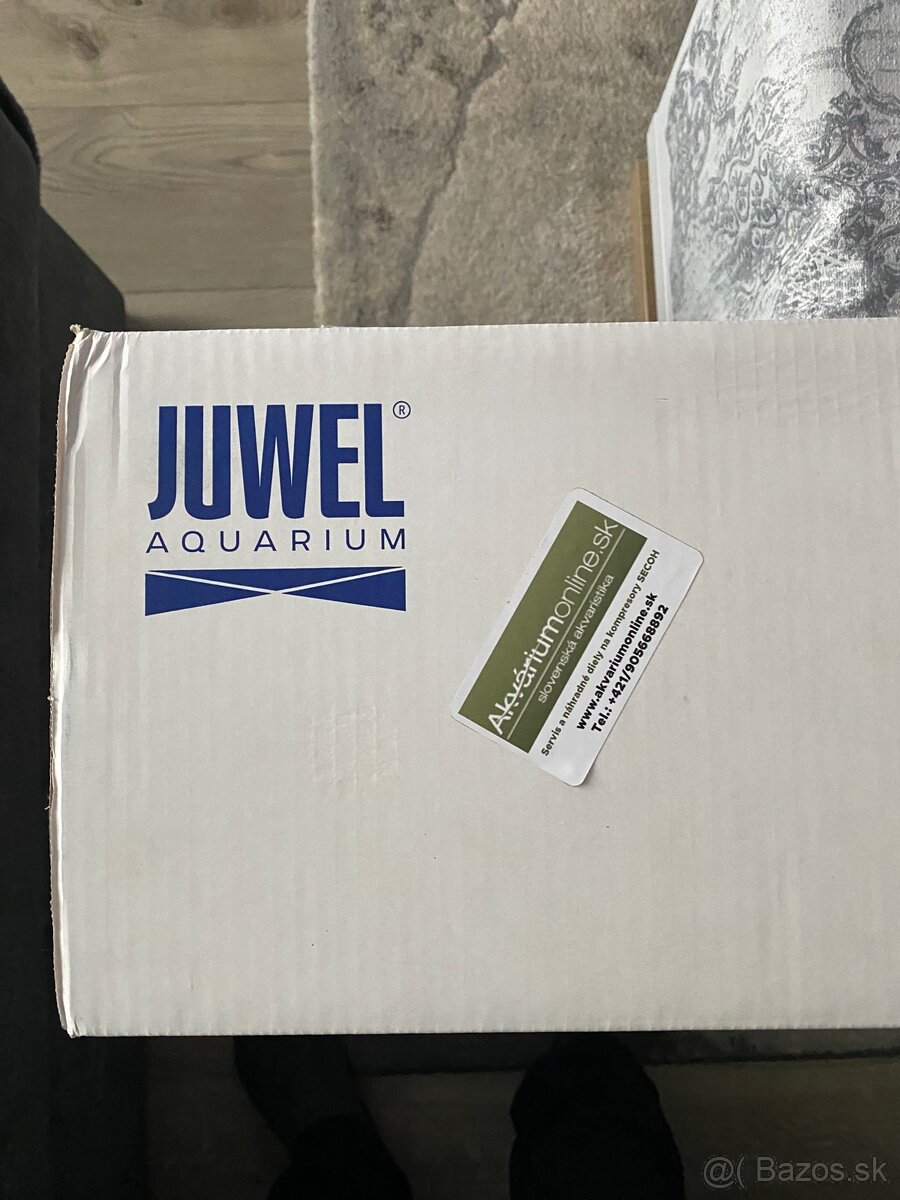 JUWEL®
AQUARIUM
Akváriumonline.sk
slovenská akvaristika
Servis a náhradné diely na kompresory SECOH
www.akvariumonline.sk
Tel.: +421/905668892
@( Bazos.sk